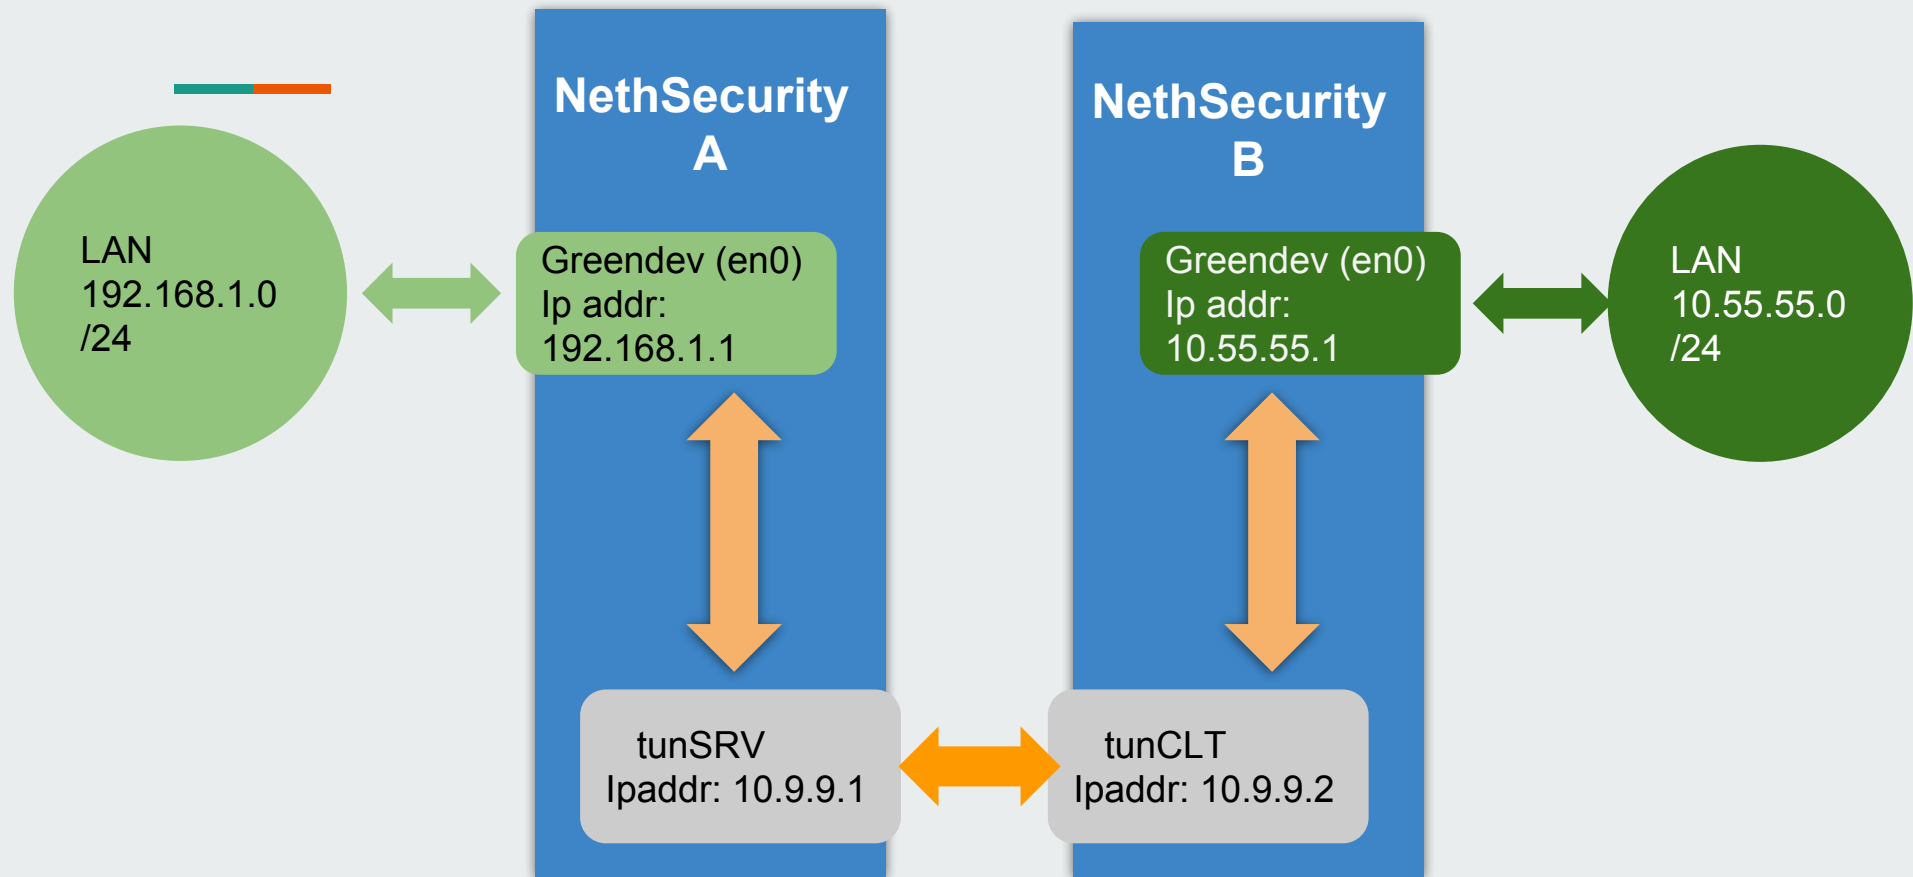 NethSecurity
A
NethSecurity
B
LAN
192.168.1.0
/24
Greendev (en0)
Ip addr:
192.168.1.1
Greendev (en0)
Ip addr:
10.55.55.1
LAN
10.55.55.0
/24
tunSRV
Ipaddr: 10.9.9.1
tunCLT
Ipaddr: 10.9.9.2